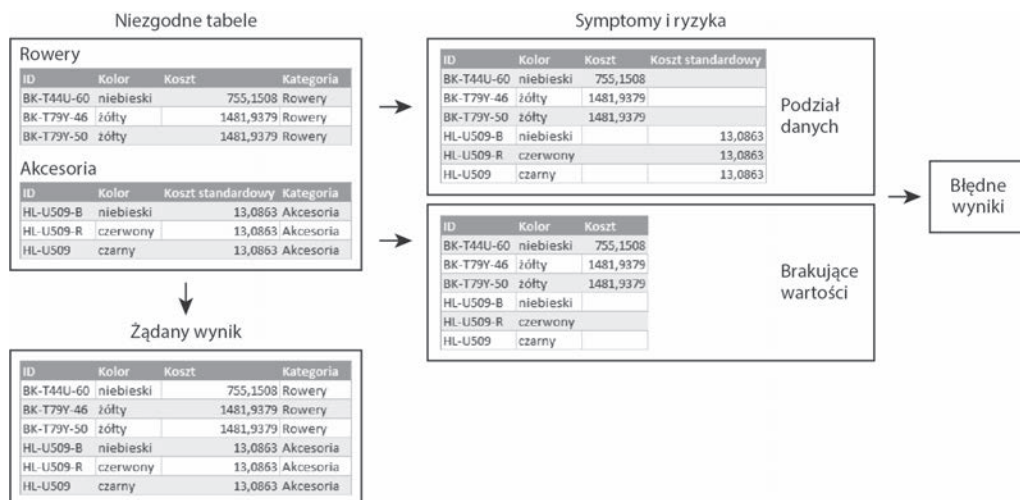 Niezgodne tabele
Rowery
ID Kolor Koszt Kategoria
BK-T44U-60 niebieski 755,1508 Rowery
BK-T79Y-46 żółty 1481,9379 Rowery
BK-T79Y-50 żółty 1481,9379 Rowery
Akcesoria
ID Kolor Koszt standardowy Kategoria
HL-U509-B niebieski 13,0863 Akcesoria
HL-U509-R czerwony 13,0863 Akcesoria
HL-U509 czarny 13,0863 Akcesoria
Żądany wynik
ID Kolor Koszt Kategoria
BK-T44U-60 niebieski 755,1508 Rowery
BK-T79Y-46 żółty 1481,9379 Rowery
BK-T79Y-50 żółty 1481,9379 Rowery
HL-U509-B niebieski 13,0863 Akcesoria
HL-U509-R czerwony 13,0863 Akcesoria
HL-U509 czarny 13,0863 Akcesoria
Symptomy i ryzyka
ID Kolor Koszt Koszt standardowy
BK-T44U-60 niebieski 755,1508
BK-T79Y-46 żółty 1481,9379
BK-T79Y-50 żółty 1481,9379
HL-U509-B niebieski 13,0863
HL-U509-R czerwony 13,0863
HL-U509 czarny 13,0863
Podział
danych
ID Kolor Koszt
BK-T44U-60 niebieski 755,1508
BK-T79Y-46 żółty 1481,9379
BK-T79Y-50 żółty 1481,9379
HL-U509-B niebieski
HL-U509-R czerwony
HL-U509 czarny
Brakujące
wartości
Błędne
wyniki